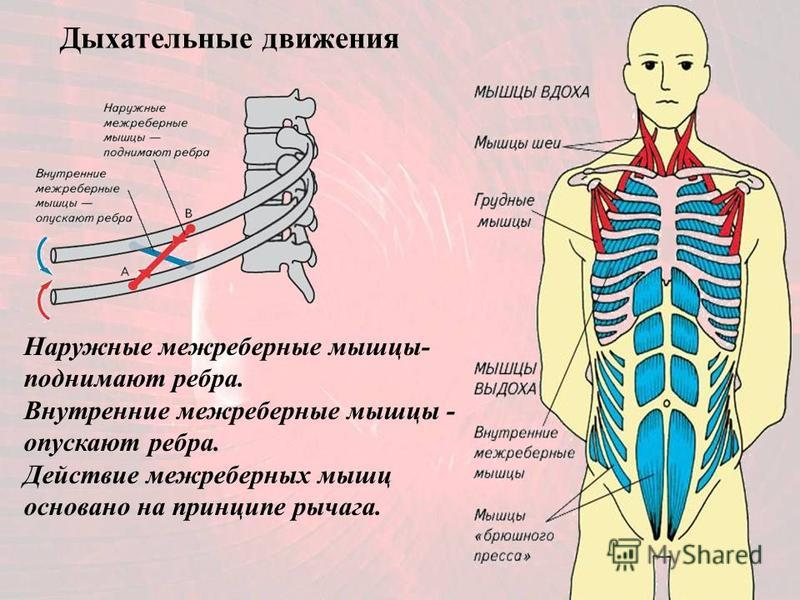 Дыхательные движения
Наружные
межреберные
мышцы —
поднимают ребра
Внутренние
межреберные
мышцы —
опускают ребра
B
A
Наружные межреберные мышцы-
поднимают ребра.
Внутренние межреберные мышцы -
опускают ребра.
Действие межреберных мышц
основано на принципе рычага.
МЫШЦЫ ВДОХА
Мышцы шеи
Грудные
мышцы
МЫШЦЫ
ВЫДОХА
Внутренние
межреберные
мышцы
Мышцы
«брюшного
пресса»
MyShared